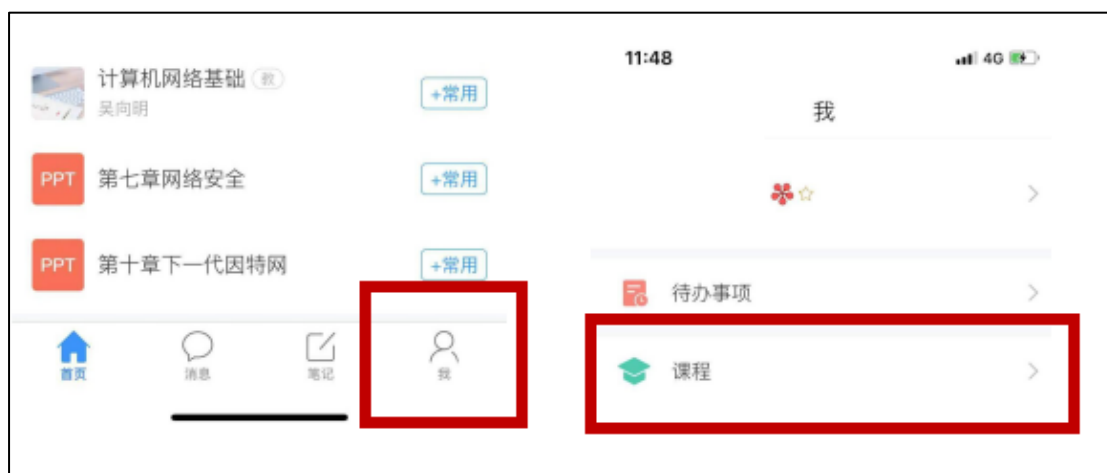 计算机网络基础 教
吴向明
+常用
PPT 第七章网络安全 +常用
PPT 第十章下一代因特网 +常用
首页 消息 笔记 我
11:48 4G
我
待办事项
课程